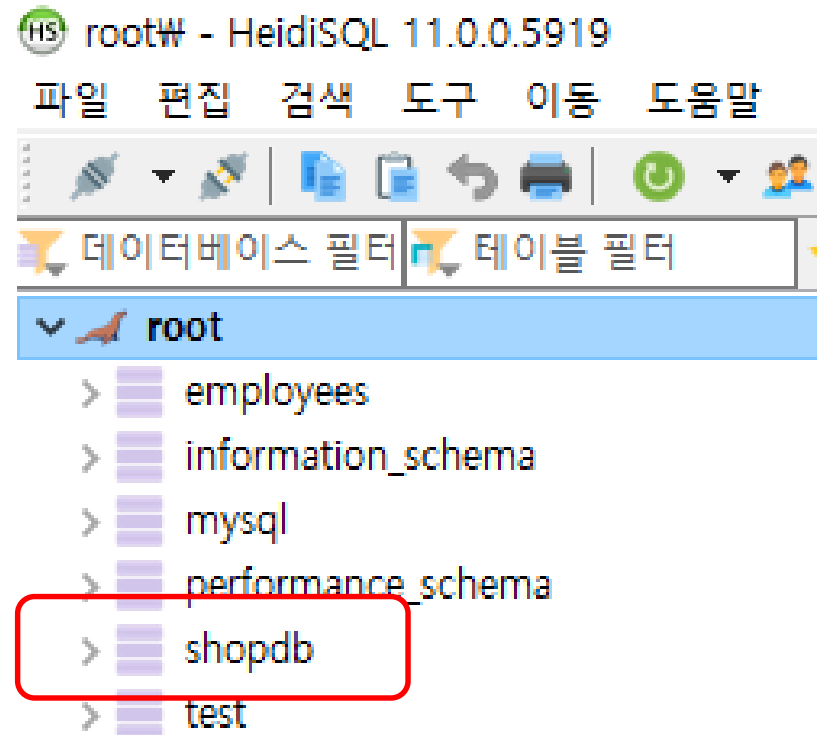 HS root₩ - HeidiSQL 11.0.0.5919
파일 편집 검색 도구 이동 도움말
데이터베이스 필터 테이블 필터
root
employees
information_schema
mysql
performance_schema
shopdb
test